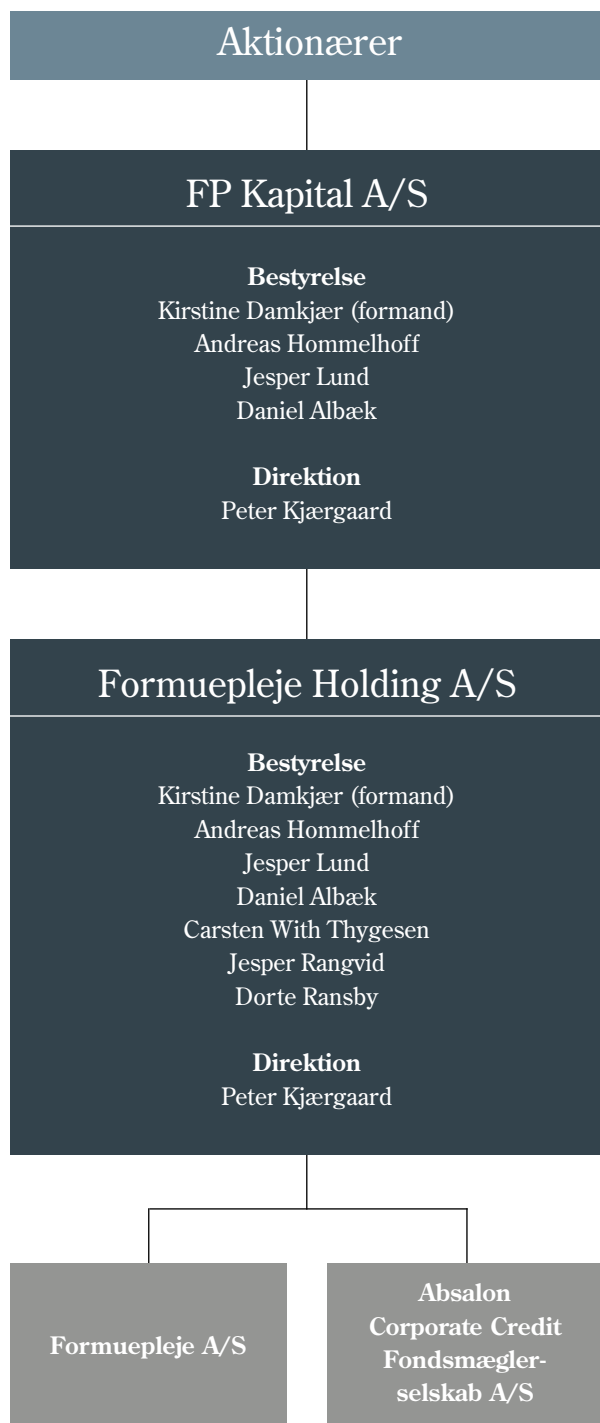 Aktionærer
FP Kapital A/S
Bestyrelse
Kirstine Damkjær (formand)
Andreas Hommelhoff
Jesper Lund
Daniel Albæk
Direktion
Peter Kjærgaard
Formuepleje Holding A/S
Bestyrelse
Kirstine Damkjær (formand)
Andreas Hommelhoff
Jesper Lund
Daniel Albæk
Carsten With Thygesen
Jesper Rangvid
Dorte Ransby
Direktion
Peter Kjærgaard
Formuepleje A/S
Absalon
Corporate Credit
Fondsmægler-
selskab A/S